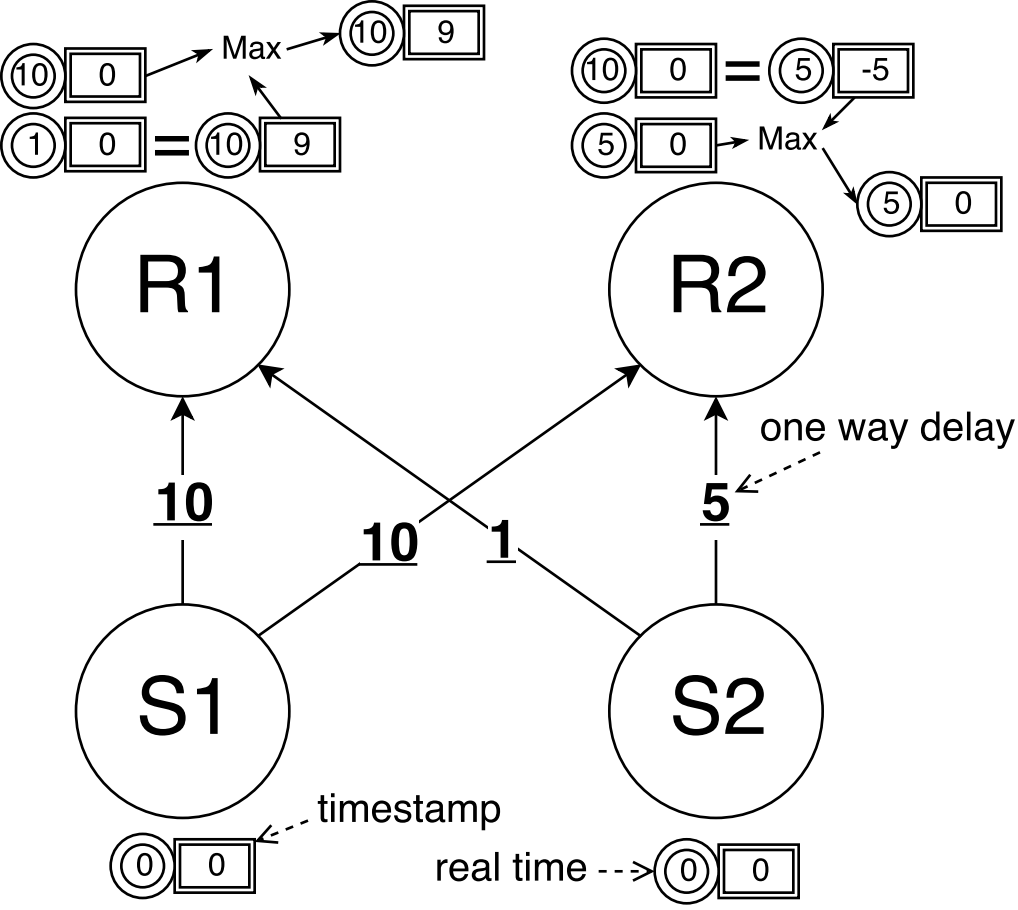 10 0 Max 10 9
1 0 = 10 9
10 0 = 5 -5
5 0 Max
5 0
R1 R2
one way delay
10 10 1 5
S1 S2
timestamp
0 0
real time 0 0